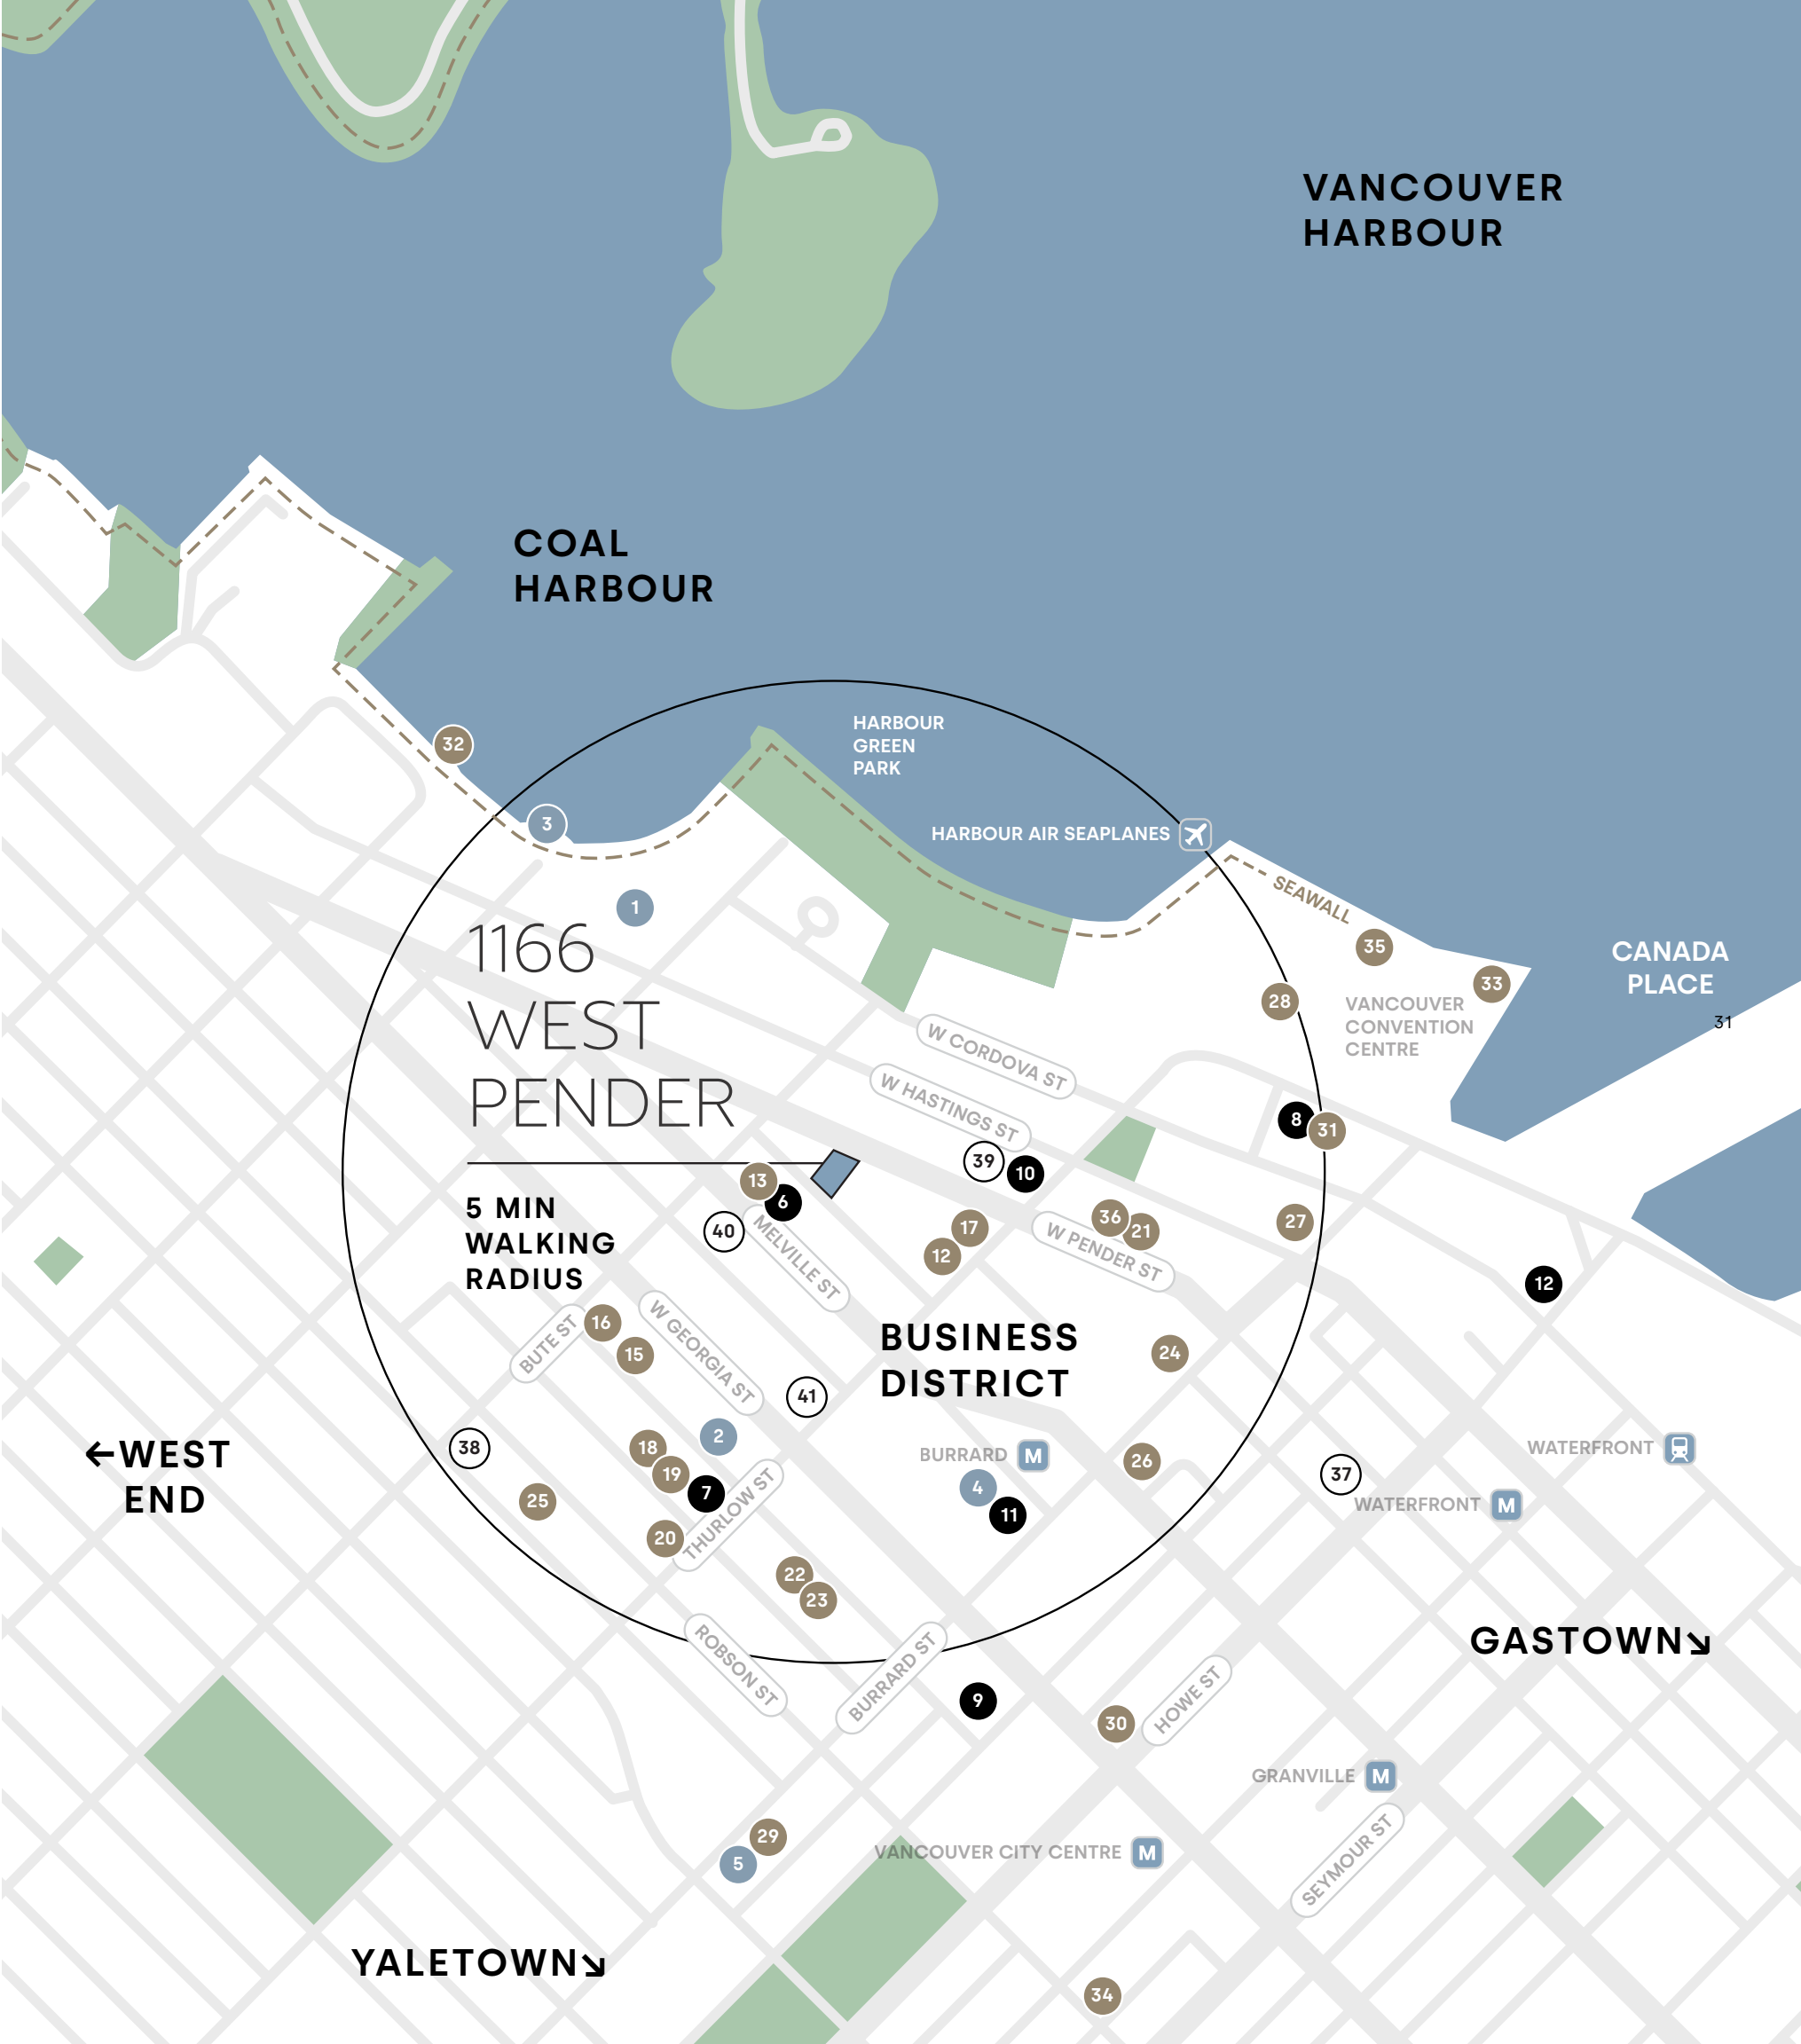 VANCOUVER
HARBOUR
COAL
HARBOUR
HARBOUR
GREEN
PARK
32
3
HARBOUR AIR SEAPLANES
SEAWALL
1
35
33
CANADA
PLACE
31
28
VANCOUVER
CONVENTION
CENTRE
1166
WEST
PENDER
W CORDOVA ST
W HASTINGS ST
8
31
39
10
13
6
5 MIN
WALKING
RADIUS
40
MELVILLE ST
17
12
36
21
W PENDER ST
27
12
BUTE ST
16
15
W GEORGIA ST
BUSINESS
DISTRICT
24
41
←WEST
END
38
18
2
19
7
25
20
THURLOW ST
BURRARD M
4
11
26
37
WATERFRONT
WATERFRONT M
22
23
ROBSON ST
BURRARD ST
GASTOWN↘
9
30
HOWE ST
GRANVILLE M
29
5
VANCOUVER CITY CENTRE M
SEYMOUR ST
YALETOWN↘
34